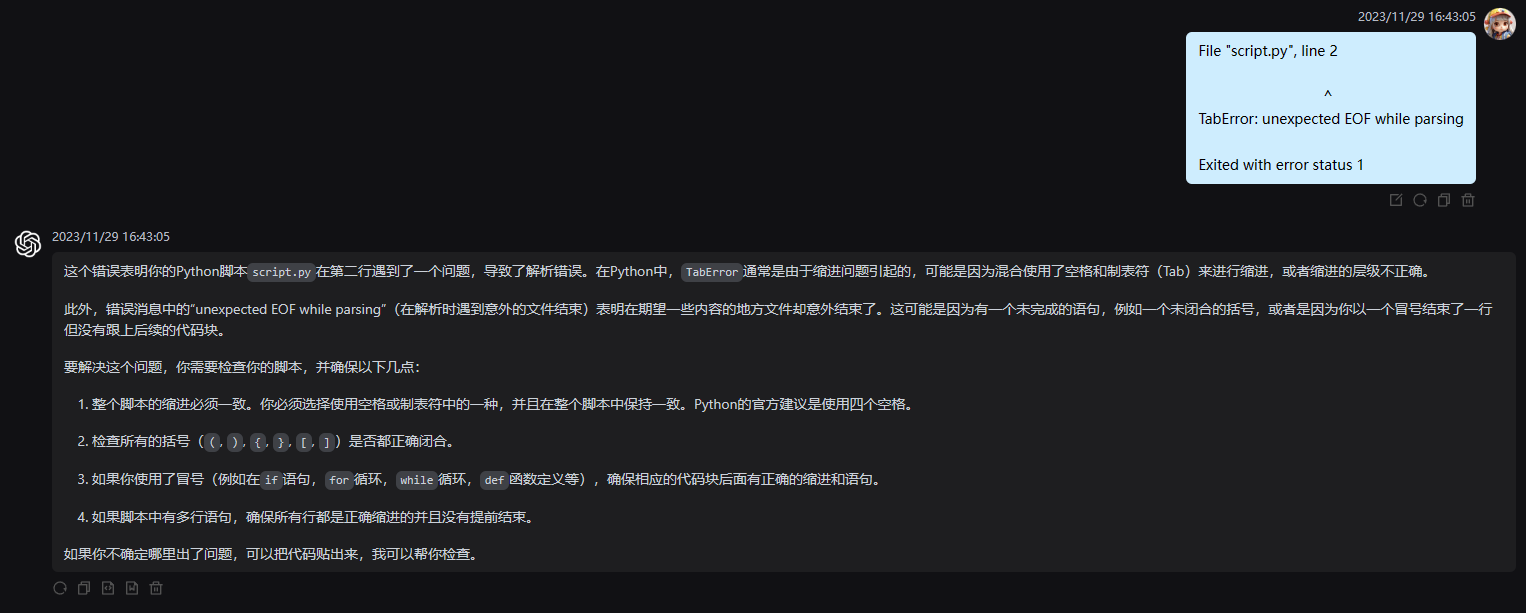 2023/11/29 16:43:05
File "script.py", line 2
^
TabError: unexpected EOF while parsing
Exited with error status 1
2023/11/29 16:43:05
这个错误表明你的Python脚本script.py在第二行遇到了一个问题，导致了解析错误。在Python中，TabError通常是由于缩进问题引起的，可能是因为混合使用了空格和制表符（Tab）来进行缩进，或者缩进的层级不正确。
此外，错误消息中的“unexpected EOF while parsing”（在解析时遇到意外的文件结束）表明在期望一些内容的地方文件却意外结束了。这可能是因为有一个未完成的语句，例如一个未闭合的括号，或者是因为你以一个冒号结束了一行
但没有跟上后续的代码块。
要解决这个问题，你需要检查你的脚本，并确保以下几点：
1. 整个脚本的缩进必须一致。你必须选择使用空格或制表符中的一种，并且在整个脚本中保持一致。Python的官方建议是使用四个空格。
2. 检查所有的括号（(, ), {, }, [, ]）是否都正确闭合。
3. 如果你使用了冒号（例如在if语句，for循环，while循环，def函数定义等），确保相应的代码块后面有正确的缩进和语句。
4. 如果脚本中有多行语句，确保所有行都是正确缩进的并且没有提前结束。
如果你不确定哪里出了问题，可以把代码贴出来，我可以帮你检查。